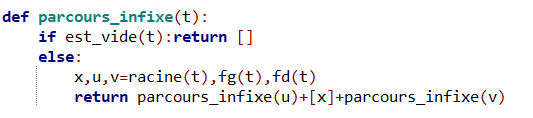 def parcours_infixe(t):
    if est_vide(t):return []
    else:
        x,u,v=racine(t),fg(t),fd(t)
        return parcours_infixe(u)+[x]+parcours_infixe(v)